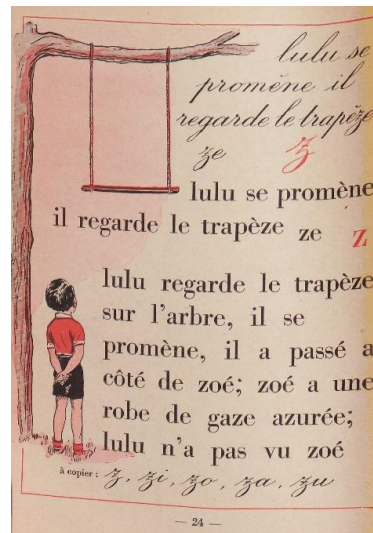 lulu se
promène il
regarde le trapèze
ze z
lulu se promène
il regarde le trapèze ze z
lulu regarde le trapèze
sur l'arbre, il se
promène, il a passé a
côté de zoé; zoé a une
robe de gaze azurée;
lulu n'a pas vu zoé
à copier : z, zi, zo, za, zu
— 24 —